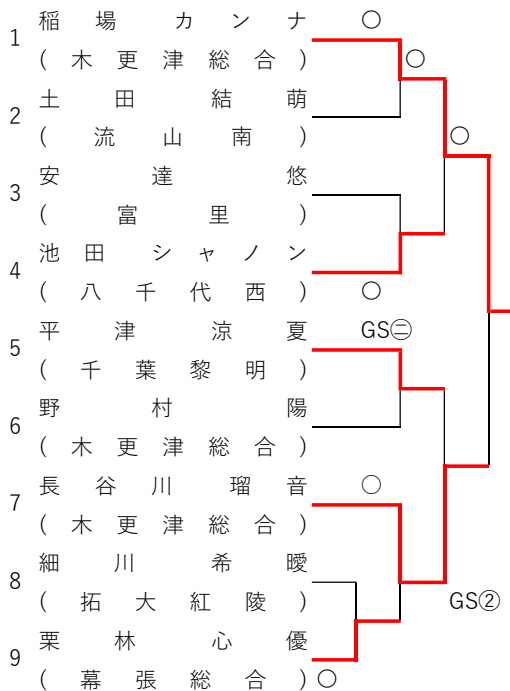 1 稲場 カンナ ○
(木更津総合) ○
2 土田結萌
(流山南) ○
3 安達悠
(富里)
4 池田シャノン
(八千代西) ○
5 平津涼夏 GS㊁
(千葉黎明)
6 野村陽
(木更津総合)
7 長谷川瑠音 ○
(木更津総合)
8 細川希曖
(拓大紅陵) GS②
9 栗林心優
(幕張総合) ○